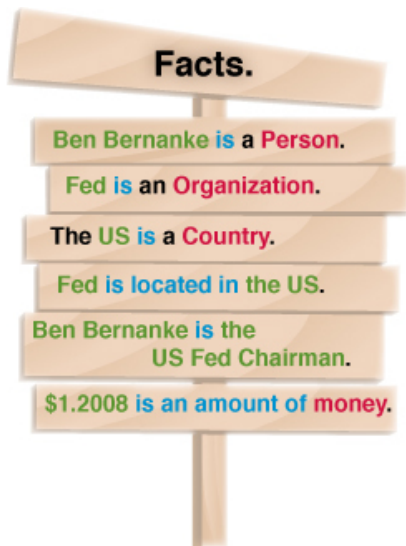 Facts.
Ben Bernanke is a Person.
Fed is an Organization.
The US is a Country.
Fed is located in the US.
Ben Bernanke is the
US Fed Chairman.
$1.2008 is an amount of money.